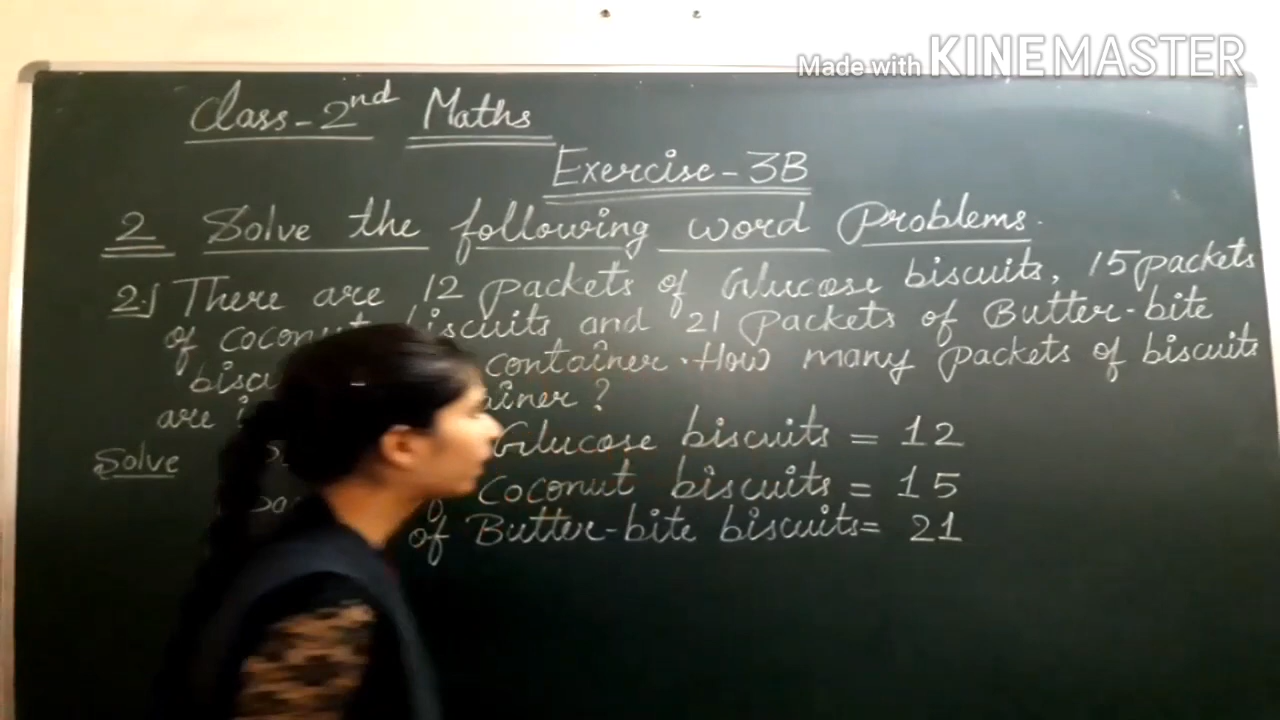 Made with KINEMASTER
Class-2nd Maths
Exercise-3B
2 Solve the following word Problems.
2.) There are 12 packets of Glucose biscuits, 15 packets
of coconut biscuits and 21 Packets of Butter-bite
container. How many packets of biscuits
are ?
Solve Glucose biscuits = 12
Coconut biscuits = 15
of Butter-bite biscuits= 21